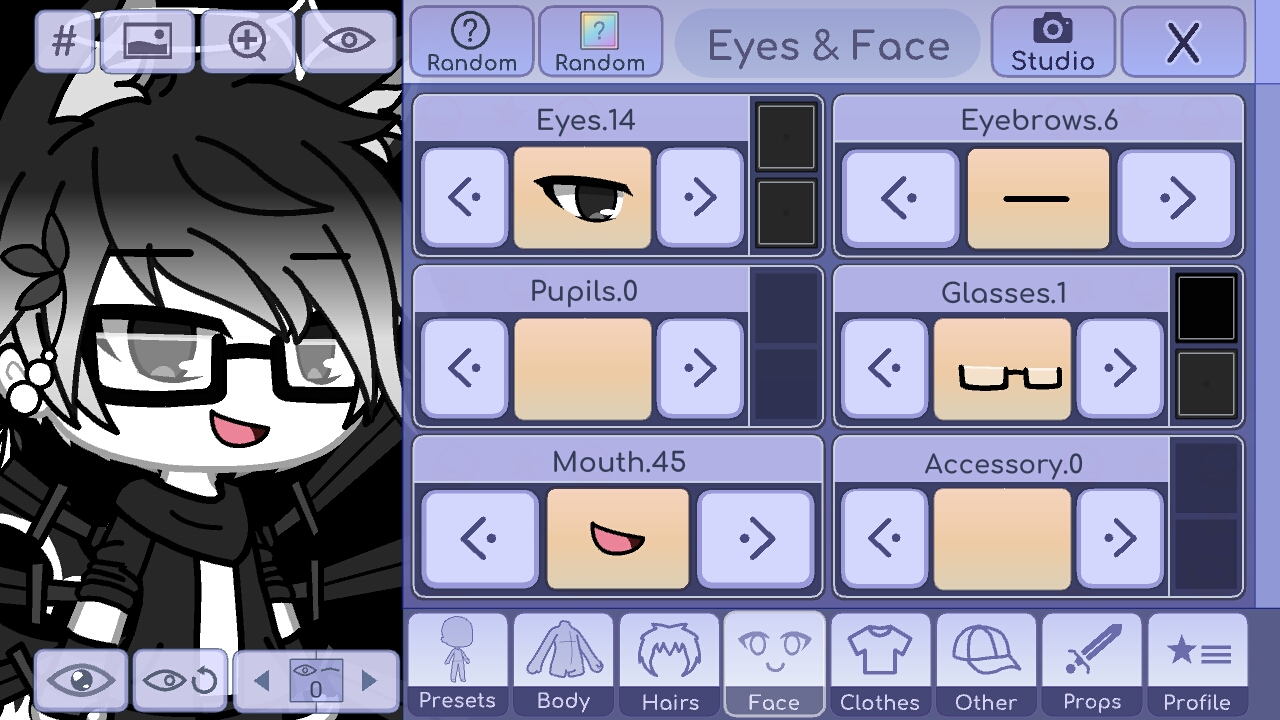 #
? Random
? Random
Eyes & Face
Studio
X
Eyes.14
Eyebrows.6
Pupils.0
Glasses.1
Mouth.45
Accessory.0
0
Presets
Body
Hairs
Face
Clothes
Other
Props
Profile